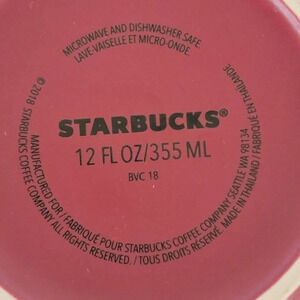 MICROWAVE AND DISHWASHER SAFE.
LAVE-VAISELLE ET MICRO-ONDE.
STARBUCKS®
12 FL OZ/355 ML
BVC 18
©2018 STARBUCKS COFFEE COMPANY. ALL RIGHTS RESERVED. / TOUS DROITS RÉSERVÉ. MADE IN THAILAND / FABRIQUÉ EN THAÏLANDE
MANUFACTURED FOR / FABRIQUÉ POUR STARBUCKS COFFEE COMPANY SEATTLE WA 98134